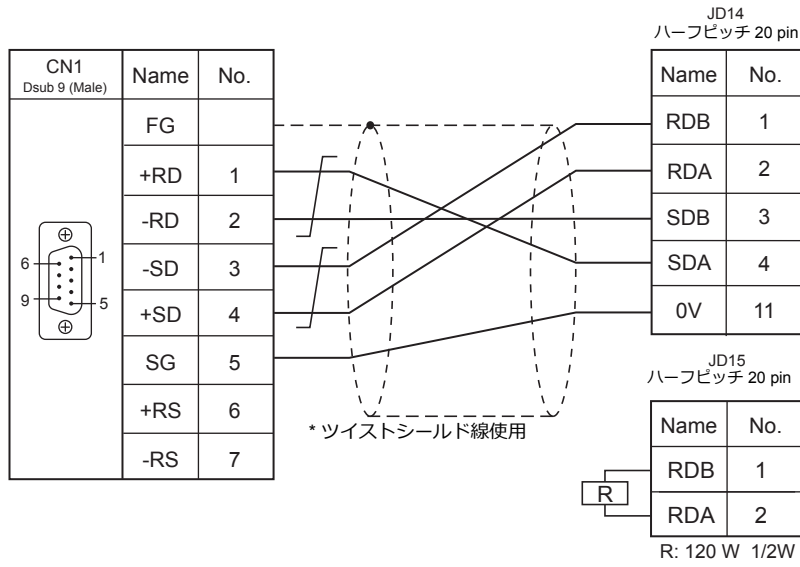 JD14
ハーフピッチ 20 pin
CN1
Dsub 9 (Male)
Name No.
FG
+RD 1
-RD 2
-SD 3
+SD 4
SG 5
+RS 6
-RS 7
6 1
9 5
* ツイストシールド線使用
Name No.
RDB 1
RDA 2
SDB 3
SDA 4
0V 11
JD15
ハーフピッチ 20 pin
Name No.
RDB 1
RDA 2
R
R: 120 W 1/2W